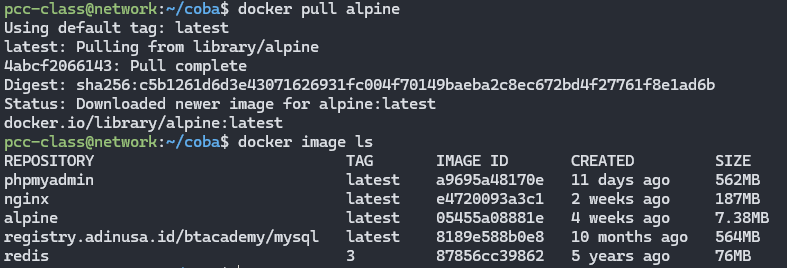 pcc-class@network:~/coba$ docker pull alpine
Using default tag: latest
latest: Pulling from library/alpine
4abcf2066143: Pull complete
Digest: sha256:c5b1261d6d3e43071626931fc004f70149baeba2c8ec672bd4f27761f8e1ad6b
Status: Downloaded newer image for alpine:latest
docker.io/library/alpine:latest
pcc-class@network:~/coba$ docker image ls
REPOSITORY TAG IMAGE ID CREATED SIZE
phpmyadmin latest a9695a48170e 11 days ago 562MB
nginx latest e4720093a3c1 2 weeks ago 187MB
alpine latest 05455a08881e 4 weeks ago 7.38MB
registry.adinusa.id/btacademy/mysql latest 8189e588b0e8 10 months ago 564MB
redis 3 87856cc39862 5 years ago 76MB